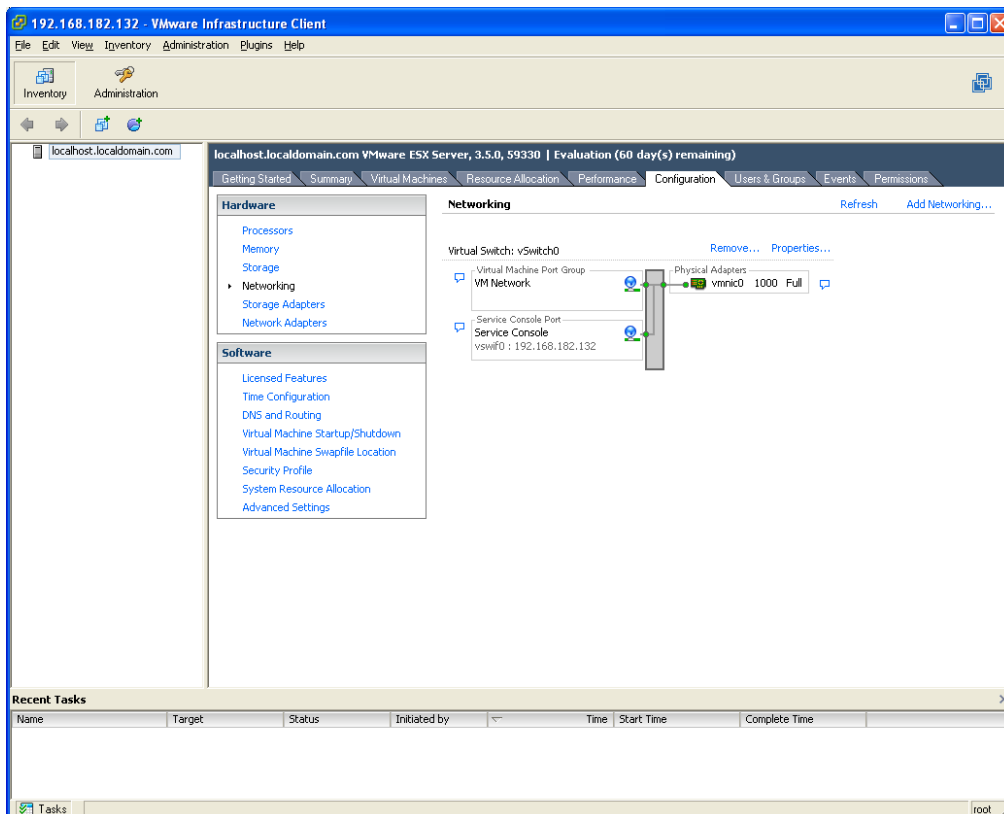 192.168.182.132 - VMware Infrastructure Client
File Edit View Inventory Administration Plugins Help
Inventory Administration
localhost.localdomain.com
localhost.localdomain.com VMware ESX Server, 3.5.0, 59330 | Evaluation (60 day(s) remaining)
Getting Started Summary Virtual Machines Resource Allocation Performance Configuration Users & Groups Events Permissions
Hardware
Processors
Memory
Storage
Networking
Storage Adapters
Network Adapters
Software
Licensed Features
Time Configuration
DNS and Routing
Virtual Machine Startup/Shutdown
Virtual Machine Swapfile Location
Security Profile
System Resource Allocation
Advanced Settings
Networking Refresh Add Networking...
Virtual Switch: vSwitch0 Remove... Properties...
Virtual Machine Port Group
VM Network
Physical Adapters
vmnic0 1000 Full
Service Console Port
Service Console
vswif0 : 192.168.182.132
Recent Tasks
Name Target Status Initiated by Time Start Time Complete Time
Tasks root